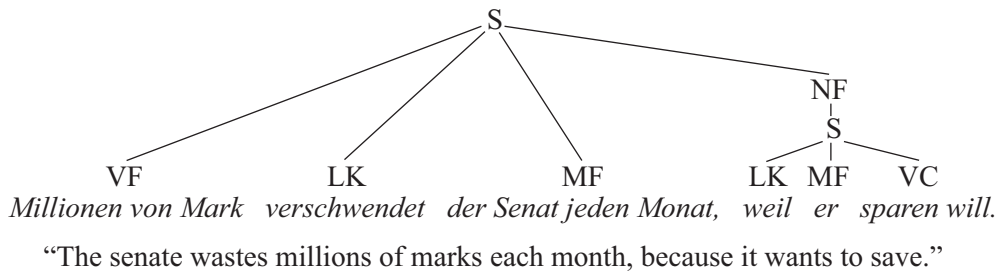 S
NF
S
VF LK MF LK MF VC
Millionen von Mark verschwendet der Senat jeden Monat, weil er sparen will.
“The senate wastes millions of marks each month, because it wants to save.”